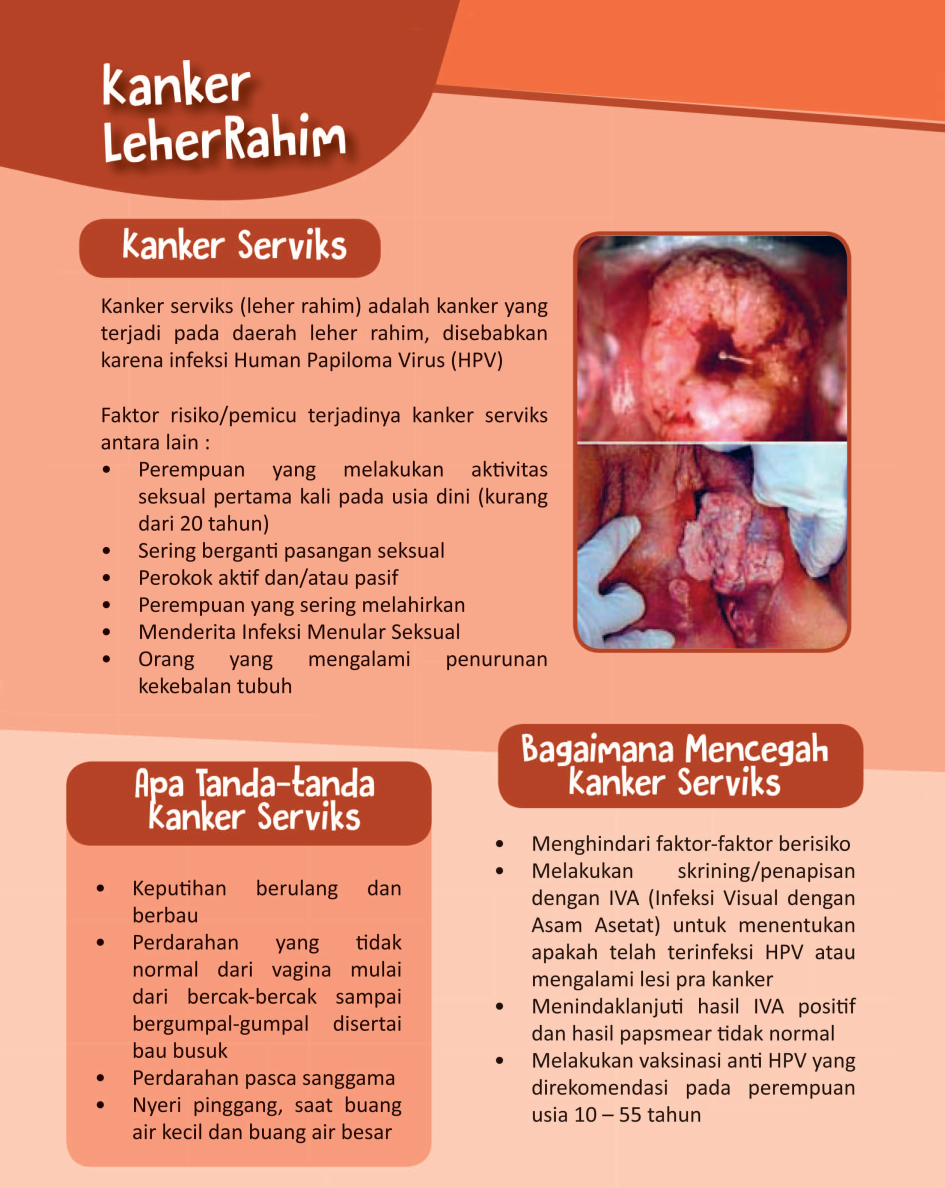 Kanker
LeherRahim
Kanker Serviks
Kanker serviks (leher rahim) adalah kanker yang
terjadi pada daerah leher rahim, disebabkan
karena infeksi Human Papiloma Virus (HPV)
Faktor risiko/pemicu terjadinya kanker serviks
antara lain :
• Perempuan yang melakukan aktivitas
seksual pertama kali pada usia dini (kurang
dari 20 tahun)
• Sering berganti pasangan seksual
• Perokok aktif dan/atau pasif
• Perempuan yang sering melahirkan
• Menderita Infeksi Menular Seksual
• Orang yang mengalami penurunan
kekebalan tubuh
Apa Tanda-tanda
Kanker Serviks
• Keputihan berulang dan
berbau
• Perdarahan yang tidak
normal dari vagina mulai
dari bercak-bercak sampai
bergumpal-gumpal disertai
bau busuk
• Perdarahan pasca sanggama
• Nyeri pinggang, saat buang
air kecil dan buang air besar
Bagaimana Mencegah
Kanker Serviks
• Menghindari faktor-faktor berisiko
• Melakukan skrining/penapisan
dengan IVA (Infeksi Visual dengan
Asam Asetat) untuk menentukan
apakah telah terinfeksi HPV atau
mengalami lesi pra kanker
• Menindaklanjuti hasil IVA positif
dan hasil papsmear tidak normal
• Melakukan vaksinasi anti HPV yang
direkomendasi pada perempuan
usia 10 – 55 tahun